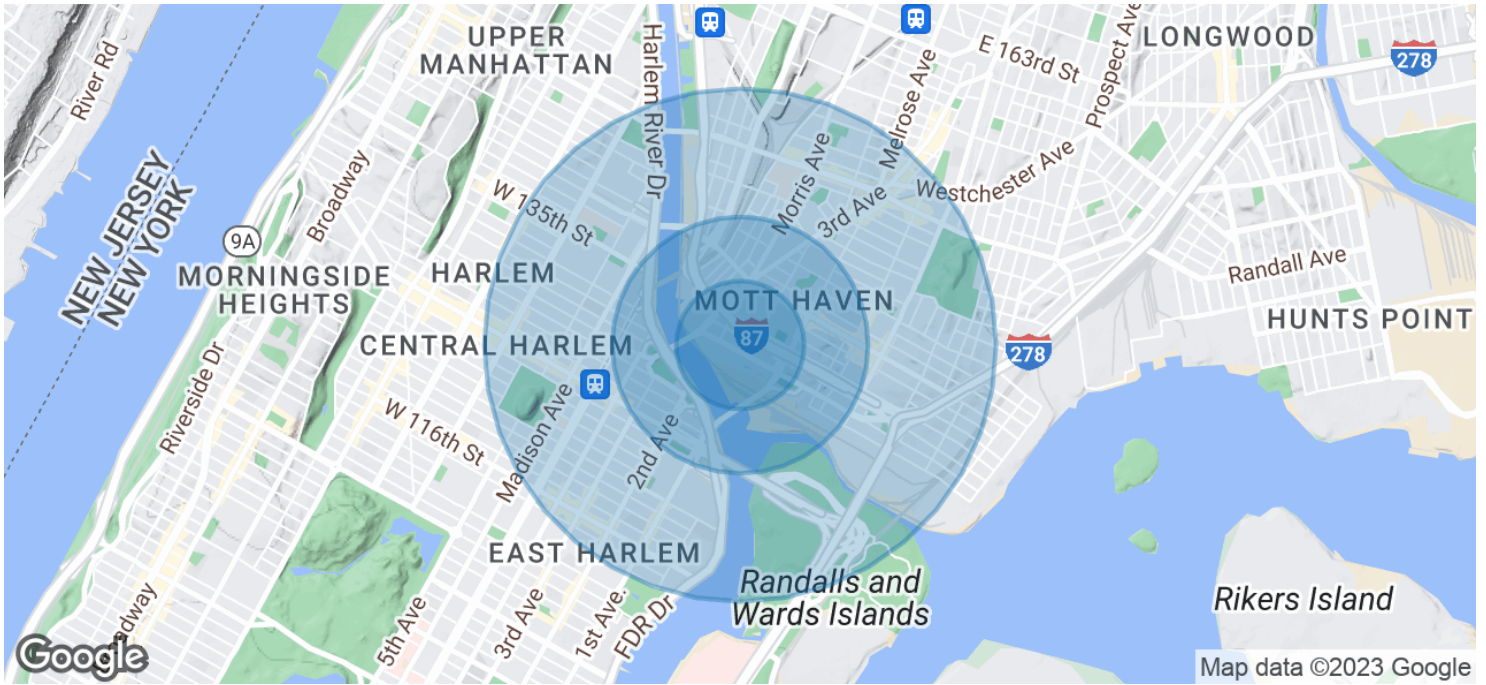 UPPER
MANHATTAN
Harlem River Dr
Melrose Ave
E 163rd St
Prospect Ave
LONGWOOD
278
River Rd
NEW JERSEY
NEW YORK
Broadway
W 135th St
Morris Ave
3rd Ave
Westchester Ave
9A
MORNINGSIDE
HEIGHTS
HARLEM
MOTT HAVEN
87
Randall Ave
HUNTS POINT
CENTRAL HARLEM
278
Riverside Dr
W 116th St
Madison Ave
2nd Ave
EAST HARLEM
Randalls and
Wards Islands
Rikers Island
5th Ave
3rd Ave
1st Ave.
FDR Dr
Google
Map data ©2023 Google